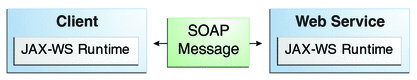 Client
JAX-WS Runtime
SOAP
Message
Web Service
JAX-WS Runtime